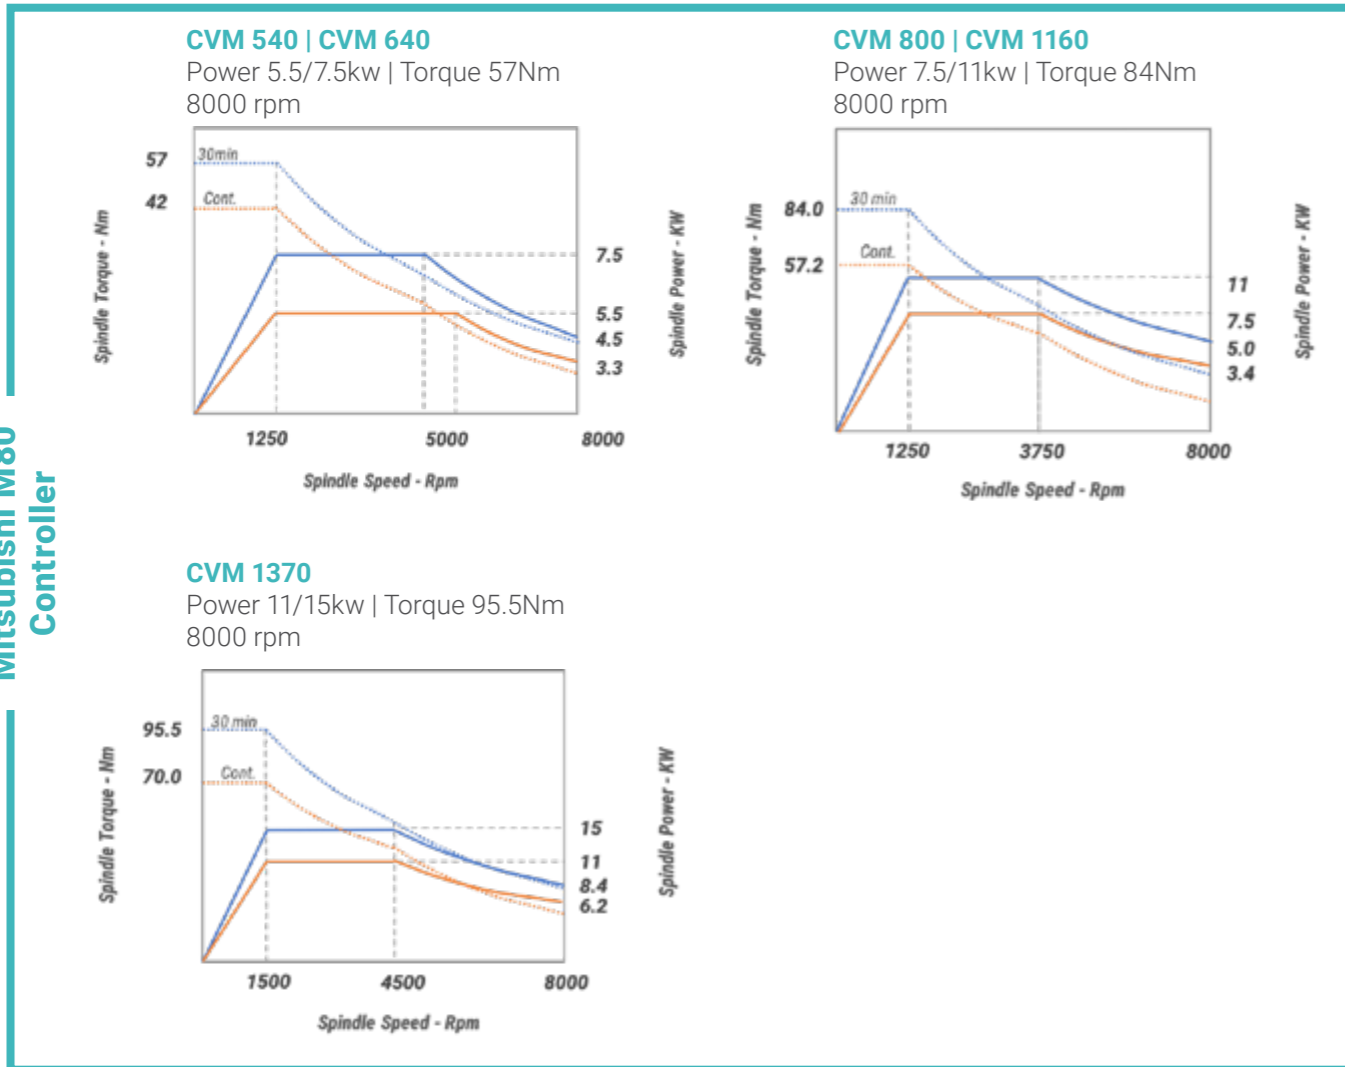 Mitsubishi M80
Controller
CVM 540 | CVM 640
Power 5.5/7.5kw | Torque 57Nm
8000 rpm
57
42
30min
Cont.
Spindle Torque - Nm
7.5
5.5
4.5
3.3
Spindle Power - KW
1250
5000
8000
Spindle Speed - Rpm
CVM 800 | CVM 1160
Power 7.5/11kw | Torque 84Nm
8000 rpm
84.0
57.2
30 min
Cont.
Spindle Torque - Nm
11
7.5
5.0
3.4
Spindle Power - KW
1250
3750
8000
Spindle Speed - Rpm
CVM 1370
Power 11/15kw | Torque 95.5Nm
8000 rpm
95.5
70.0
30 min
Cont.
Spindle Torque - Nm
15
11
8.4
6.2
Spindle Power - KW
1500
4500
8000
Spindle Speed - Rpm